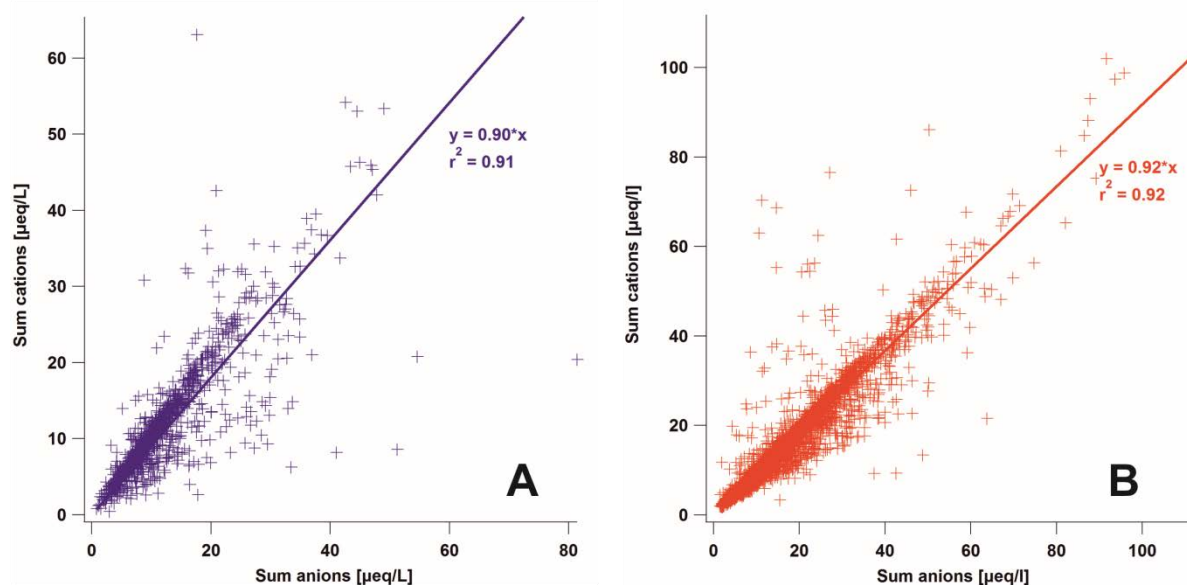 60
50
40
30
20
10
0
Sum cations [µeq/L]
y = 0.90*x
r² = 0.91
A
0 20 40 60 80
Sum anions [µeq/L]
100
80
60
40
20
0
Sum cations [µeq/l]
y = 0.92*x
r² = 0.92
B
0 20 40 60 80 100
Sum anions [µeq/l]